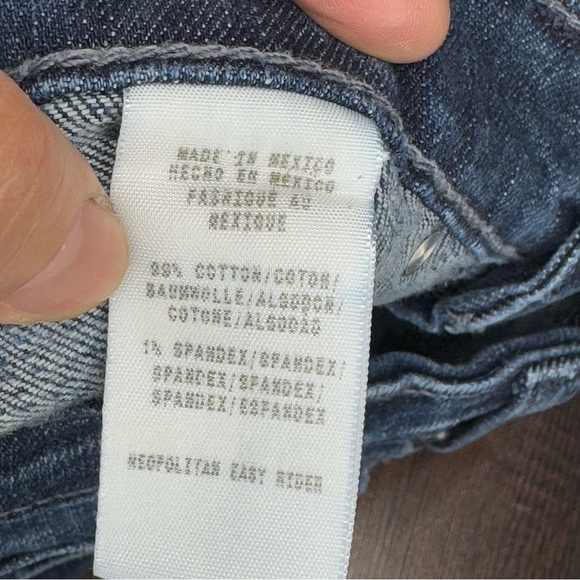 MADE IN MEXICO
HECHO EN MEXICO
FABRIQUE AU
MEXIQUE
99% COTTON/COTON/
BAUMWOLLE/ALGODON/
COTONE/ALGODAO
1% SPANDEX/SPANDEX/
SPANDEX/SPANDEX/
SPANDEX/ESPANDEX
NEOPOLITAN EASY RIDER